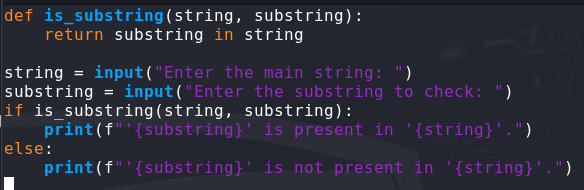 def is_substring(string, substring):
    return substring in string

string = input("Enter the main string: ")
substring = input("Enter the substring to check: ")
if is_substring(string, substring):
    print(f"'{substring}' is present in '{string}'.")
else:
    print(f"'{substring}' is not present in '{string}'.")